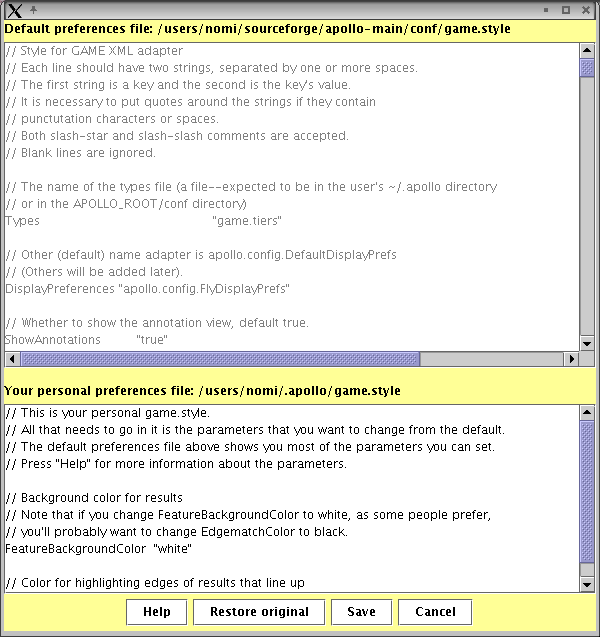 Default preferences file: /users/nomi/sourceforge/apollo-main/conf/game.style
// Style for GAME XML adapter
// Each line should have two strings, separated by one or more spaces.
// The first string is a key and the second is the key's value.
// It is necessary to put quotes around the strings if they contain
// punctutation characters or spaces.
// Both slash-star and slash-slash comments are accepted.
// Blank lines are ignored.
// The name of the types file (a file--expected to be in the user's ~/.apollo directory
// or in the APOLLO_ROOT/conf directory)
Types "game.tiers"
// Other (default) name adapter is apollo.config.DefaultDisplayPrefs
// (Others will be added later).
DisplayPreferences "apollo.config.FlyDisplayPrefs"
// Whether to show the annotation view, default true.
ShowAnnotations "true"
Your personal preferences file: /users/nomi/.apollo/game.style
// This is your personal game.style.
// All that needs to go in it is the parameters that you want to change from the default.
// The default preferences file above shows you most of the parameters you can set.
// Press "Help" for more information about the parameters.
// Background color for results
// Note that if you change FeatureBackgroundColor to white, as some people prefer,
// you'll probably want to change EdgematchColor to black.
FeatureBackgroundColor "white"
// Color for highlighting edges of results that line up
Help Restore original Save Cancel